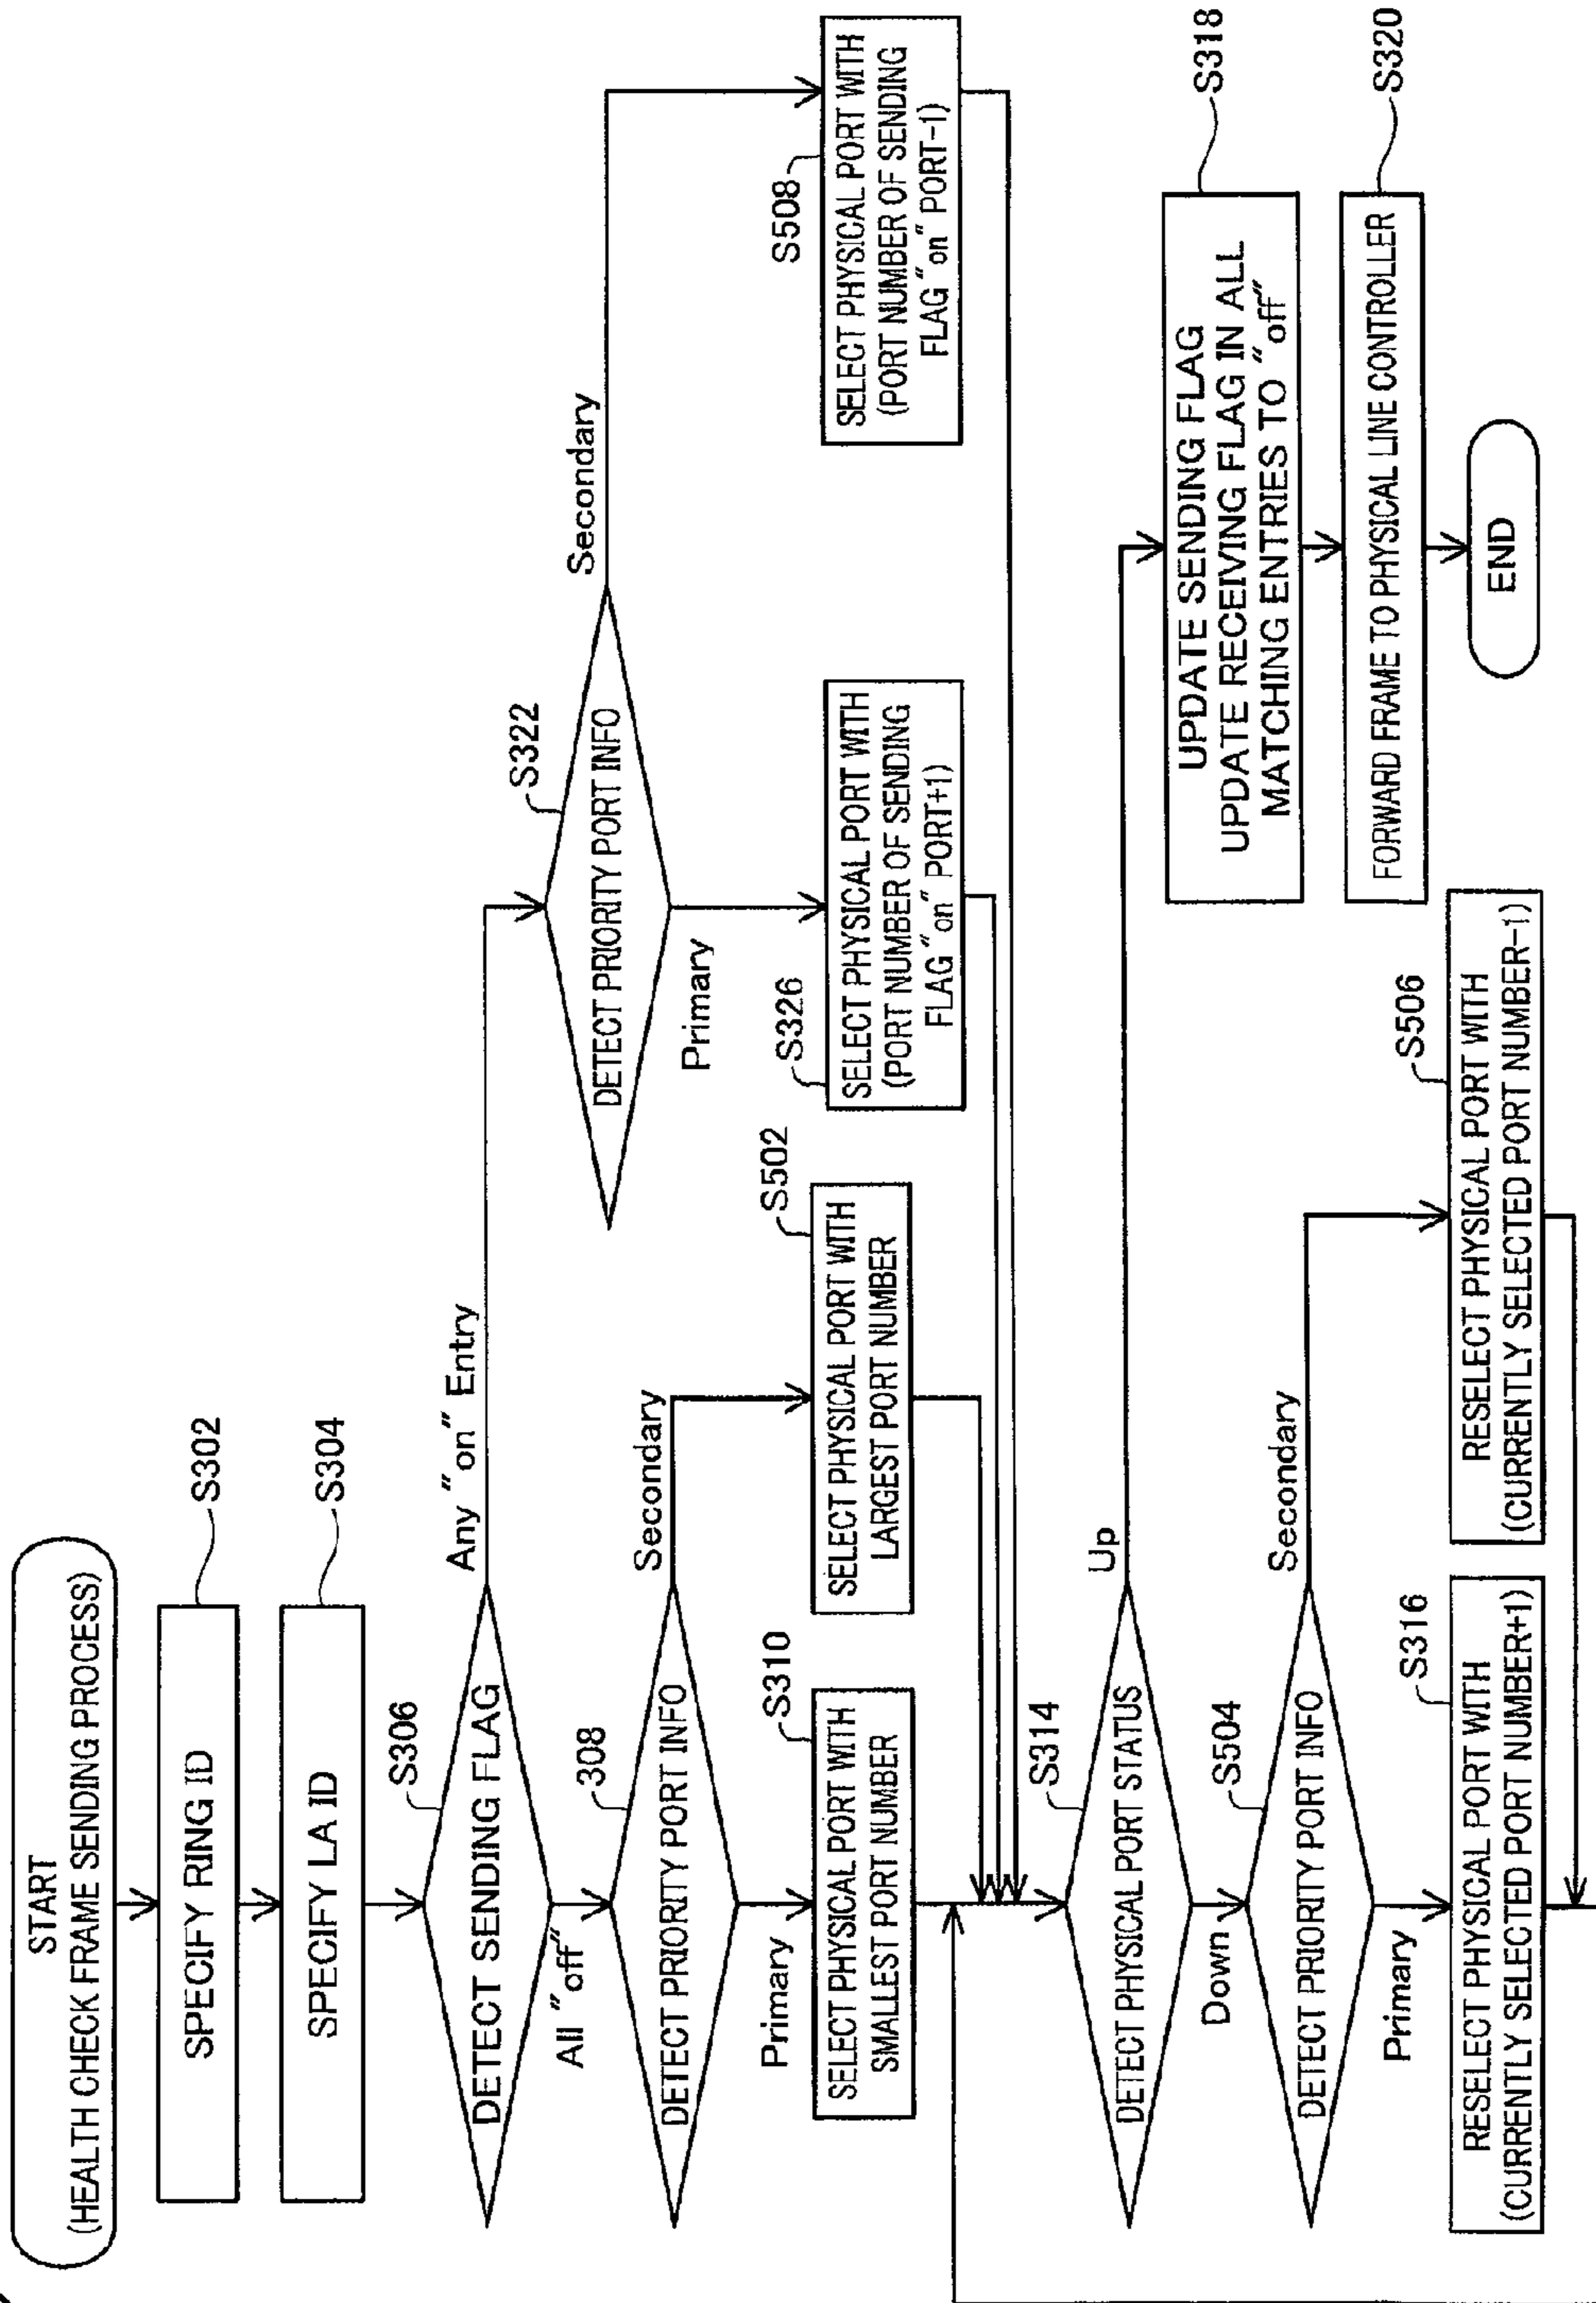 START
(HEALTH CHECK FRAME SENDING PROCESS)
SPECIFY RING ID
S302
SPECIFY LA ID
S304
S306
DETECT SENDING FLAG
Any "on" Entry
All "off"
308
DETECT PRIORITY PORT INFO
Secondary
Primary
S322
DETECT PRIORITY PORT INFO
Secondary
Primary
S310
SELECT PHYSICAL PORT WITH
SMALLEST PORT NUMBER
S502
SELECT PHYSICAL PORT WITH
LARGEST PORT NUMBER
S326
SELECT PHYSICAL PORT WITH
(PORT NUMBER OF SENDING
FLAG "on" PORT+1)
S508
SELECT PHYSICAL PORT WITH
(PORT NUMBER OF SENDING
FLAG "on" PORT-1)
S314
DETECT PHYSICAL PORT STATUS
Up
Down
S504
DETECT PRIORITY PORT INFO
Secondary
Primary
S316
RESELECT PHYSICAL PORT WITH
(CURRENTLY SELECTED PORT NUMBER+1)
S506
RESELECT PHYSICAL PORT WITH
(CURRENTLY SELECTED PORT NUMBER-1)
UPDATE SENDING FLAG
UPDATE RECEIVING FLAG IN ALL
MATCHING ENTRIES TO "off"
S318
FORWARD FRAME TO PHYSICAL LINE CONTROLLER
S320
END